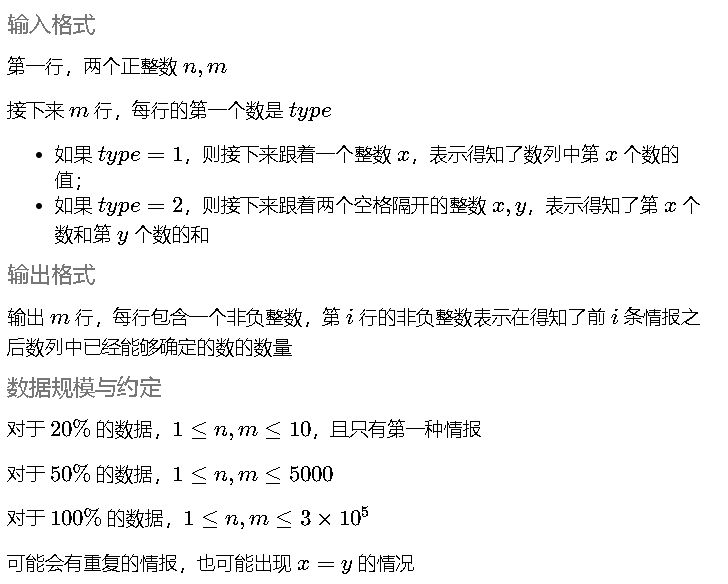 输入格式
第一行，两个正整数 n, m
接下来 m 行，每行的第一个数是 type
• 如果 type = 1，则接下来跟着一个整数 x，表示得知了数列中第 x 个数的
值；
• 如果 type = 2，则接下来跟着两个空格隔开的整数 x, y，表示得知了第 x 个
数和第 y 个数的和
输出格式
输出 m 行，每行包含一个非负整数，第 i 行的非负整数表示在得知了前 i 条情报之
后数列中已经能够确定的数的数量
数据规模与约定
对于 20% 的数据，1 ≤ n, m ≤ 10，且只有第一种情报
对于 50% 的数据，1 ≤ n, m ≤ 5000
对于 100% 的数据，1 ≤ n, m ≤ 3 × 10⁵
可能会有重复的情报，也可能出现 x = y 的情况